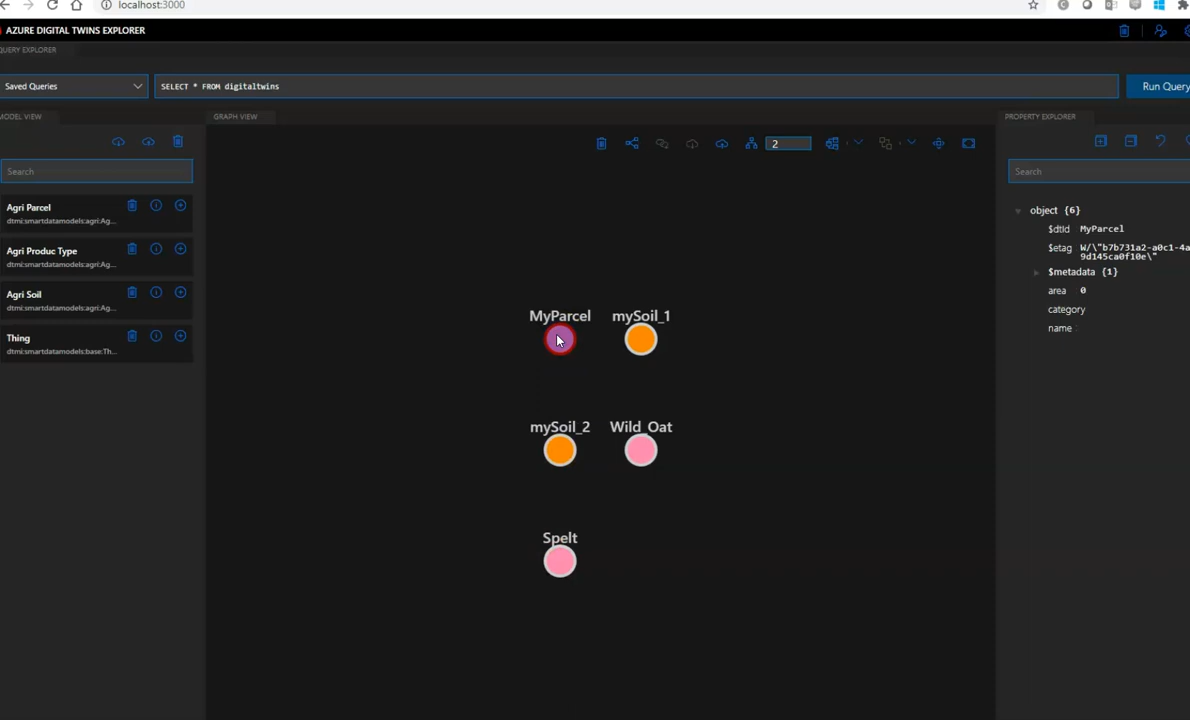 localhost:3000
AZURE DIGITAL TWINS EXPLORER
QUERY EXPLORER
Saved Queries
SELECT * FROM digitaltwins
Run Query
MODEL VIEW
GRAPH VIEW
PROPERTY EXPLORER
2
Search
Search
Agri Parcel
dtmi:smartdatamodels:agri:Ag...
Agri Produc Type
dtmi:smartdatamodels:agri:Ag...
Agri Soil
dtmi:smartdatamodels:agri:Ag...
Thing
dtmi:smartdatamodels:base:Th...
MyParcel
mySoil_1
mySoil_2
Wild_Oat
Spelt
object {6}
$dtId MyParcel
$etag W/\"b7b731a2-a0c1-4a
9d145ca0f10e\"
$metadata {1}
area 0
category
name